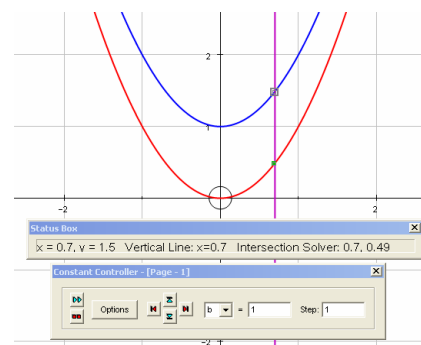 2
1
−2
2
Status Box
x = 0.7, y = 1.5 Vertical Line: x=0.7 Intersection Solver: 0.7, 0.49
Constant Controller - [Page - 1]
Options b = 1 Step: 1
−2